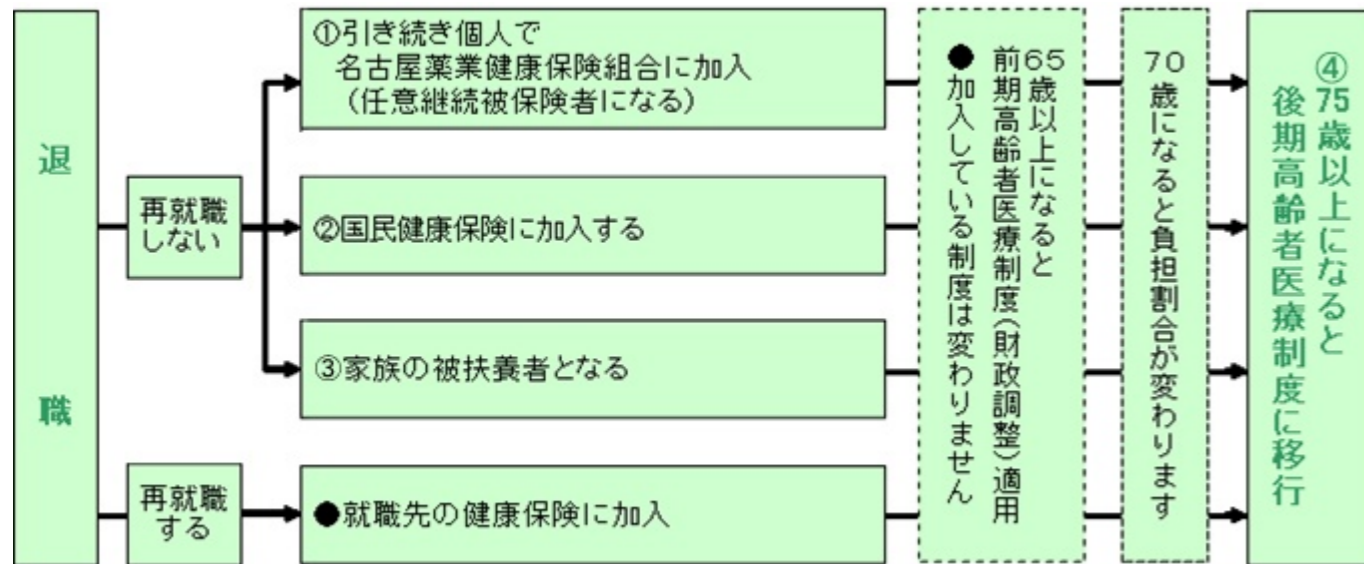 退職
再就職
しない
①引き続き個人で
名古屋薬業健康保険組合に加入
(任意継続被保険者になる)
②国民健康保険に加入する
③家族の被扶養者となる
再就職
する
●就職先の健康保険に加入
65歳以上になると
前期高齢者医療制度(財政調整)適用
●加入している制度は変わりません
70歳になると負担割合が変わります
④75歳以上になると
後期高齢者医療制度に移行